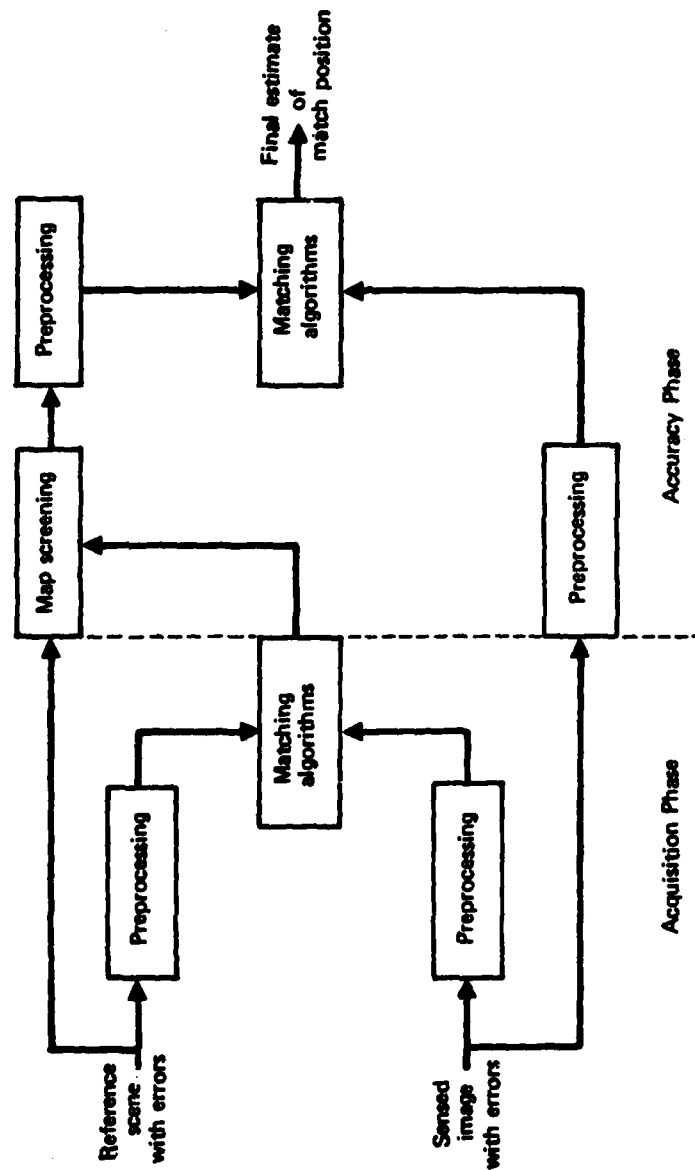 Reference
scene
with errors
Preprocessing
Matching
algorithms
Preprocessing
Sensed
image
with errors
Acquisition Phase
Map screening
Preprocessing
Matching
algorithms
Final estimate
of
match position
Preprocessing
Accuracy Phase